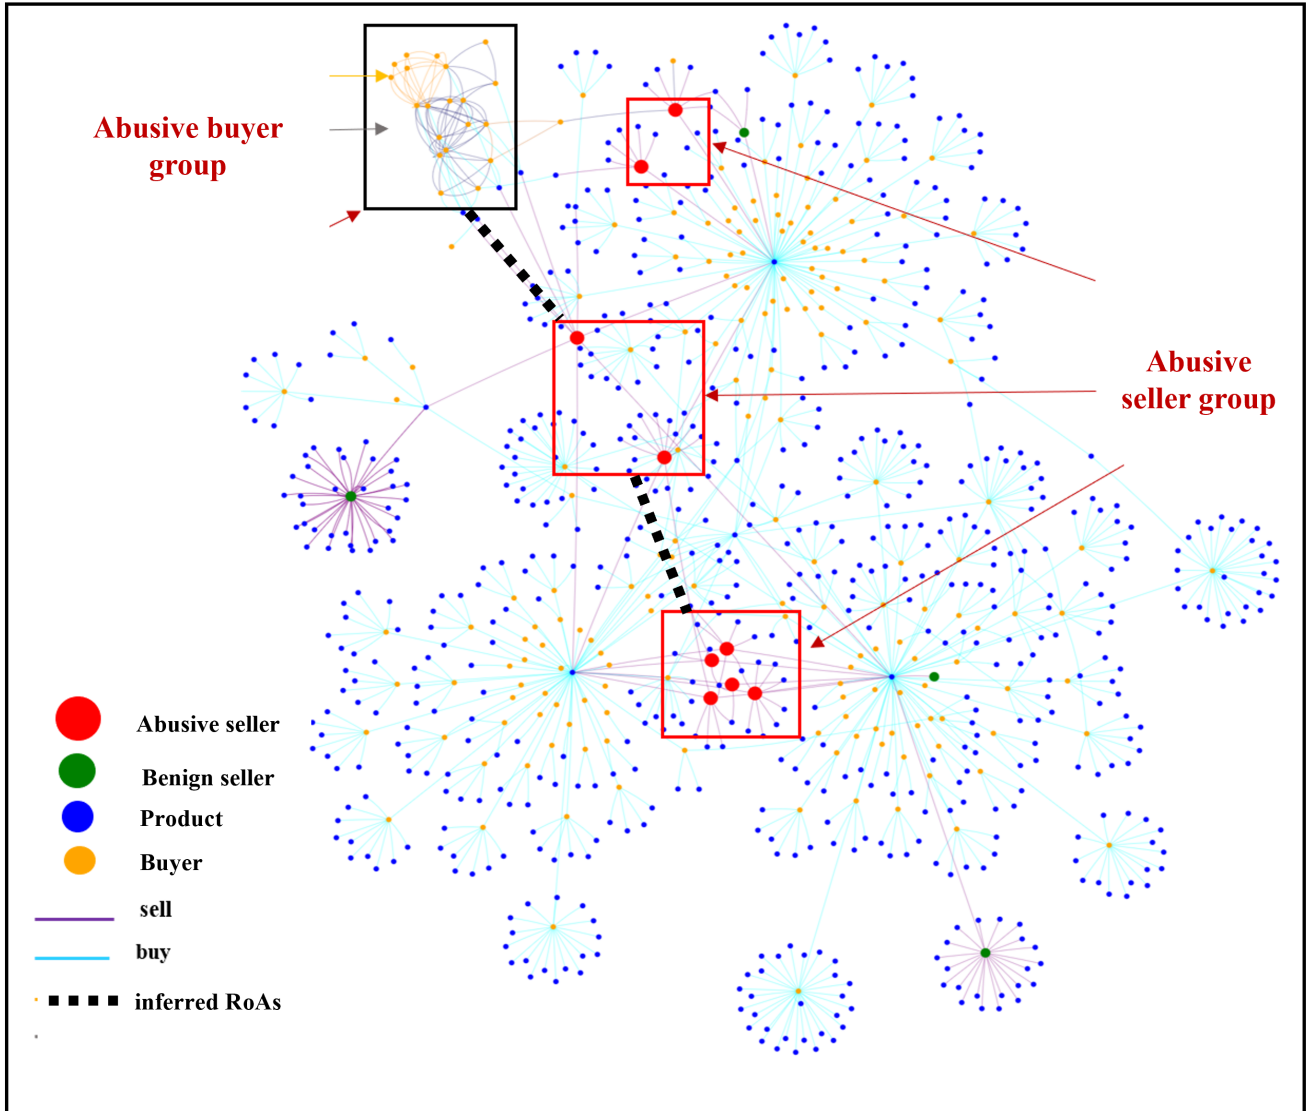 Abusive buyer
group
Abusive
seller group
Abusive seller
Benign seller
Product
Buyer
sell
buy
inferred RoAs